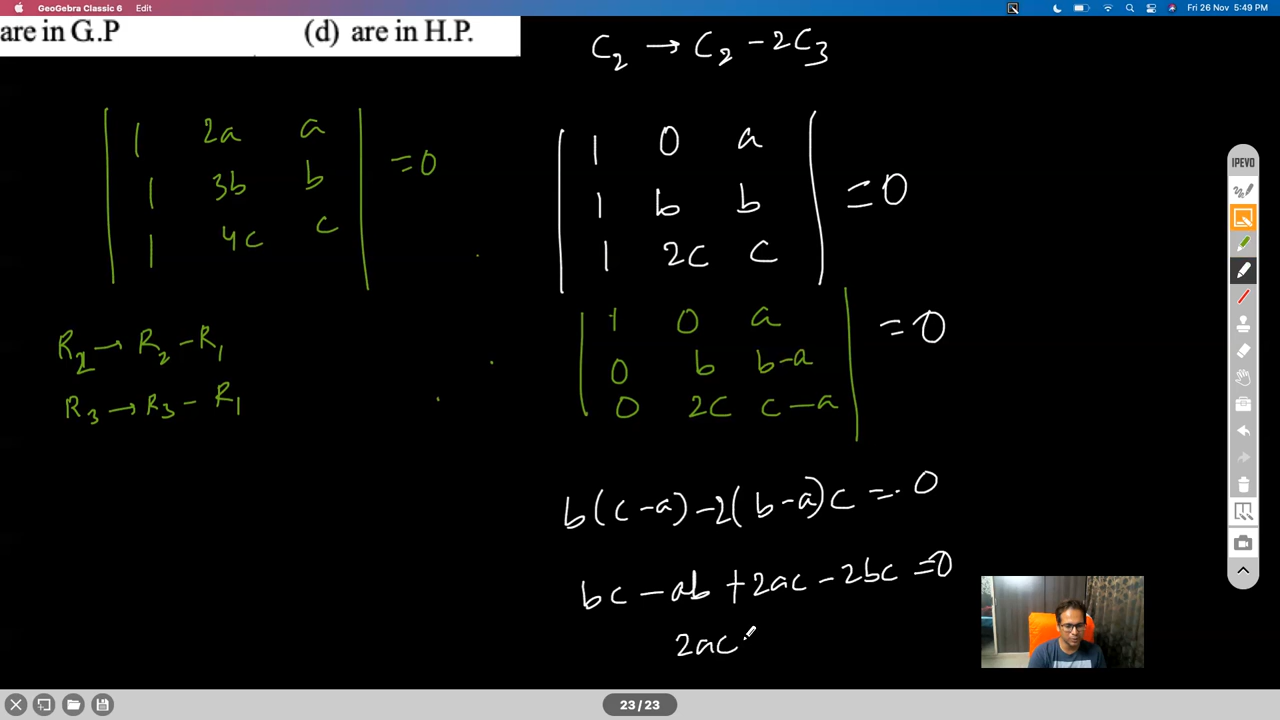 GeoGebra Classic 6 Edit Fri 26 Nov 5:49 PM
are in G.P (d) are in H.P.
C₂ → C₂ - 2C₃
| 1 2a a |
| 1 3b b | = 0
| 1 4c c |
| 1 0 a |
| 1 b b | = 0
| 1 2c c |
R₂ → R₂ - R₁
R₃ → R₃ - R₁
| 1 0 a | = 0
| 0 b b-a |
| 0 2c c-a |
b(c-a) - 2(b-a)c = 0
bc - ab + 2ac - 2bc = 0
2ac
IPEVO
23/23